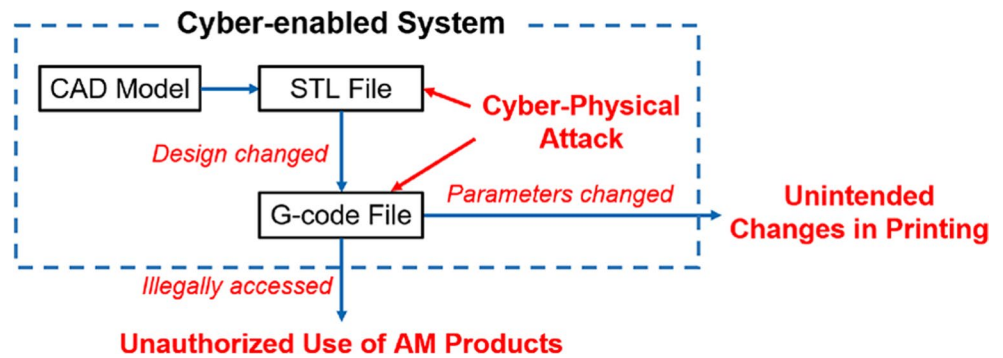 Cyber-enabled System
CAD Model
STL File
Cyber-Physical
Attack
Design changed
Parameters changed
G-code File
Unintended
Changes in Printing
Illegally accessed
Unauthorized Use of AM Products